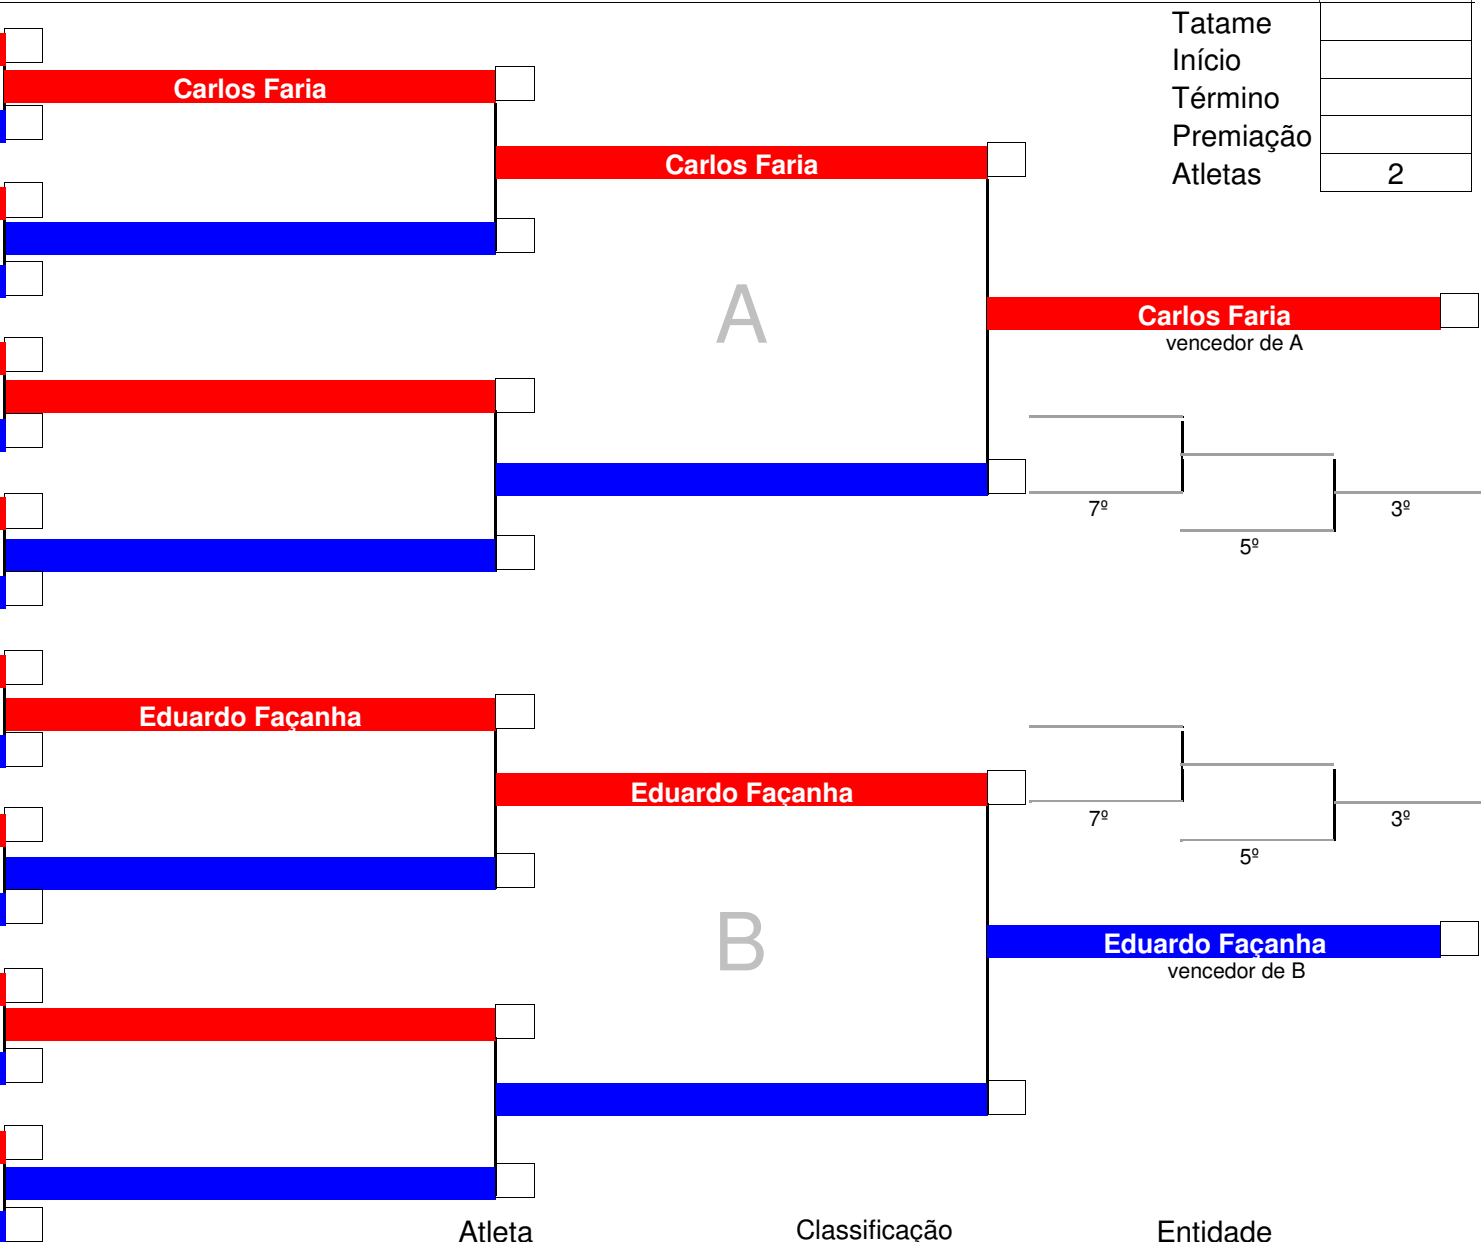 Tatame
Início
Carlos Faria
Término
Premiação
Carlos Faria
Atletas 2
A
Carlos Faria
vencedor de A
7º 3º
5º
Eduardo Façanha
Eduardo Façanha
7º 3º
5º
B
Eduardo Façanha
vencedor de B
Atleta Classificação Entidade